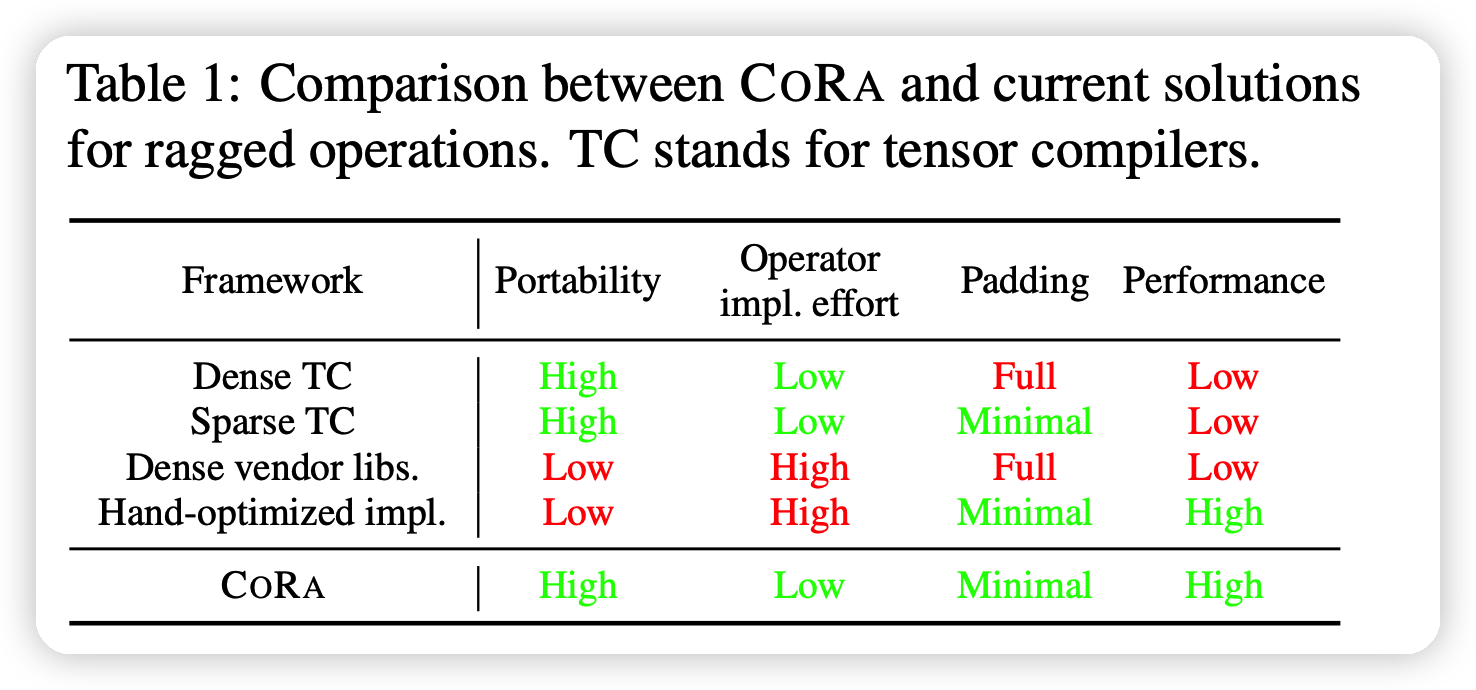 Table 1: Comparison between CORA and current solutions
for ragged operations. TC stands for tensor compilers.
Framework Portability Operator impl. effort Padding Performance
Dense TC High Low Full Low
Sparse TC High Low Minimal Low
Dense vendor libs. Low High Full Low
Hand-optimized impl. Low High Minimal High
CORA High Low Minimal High